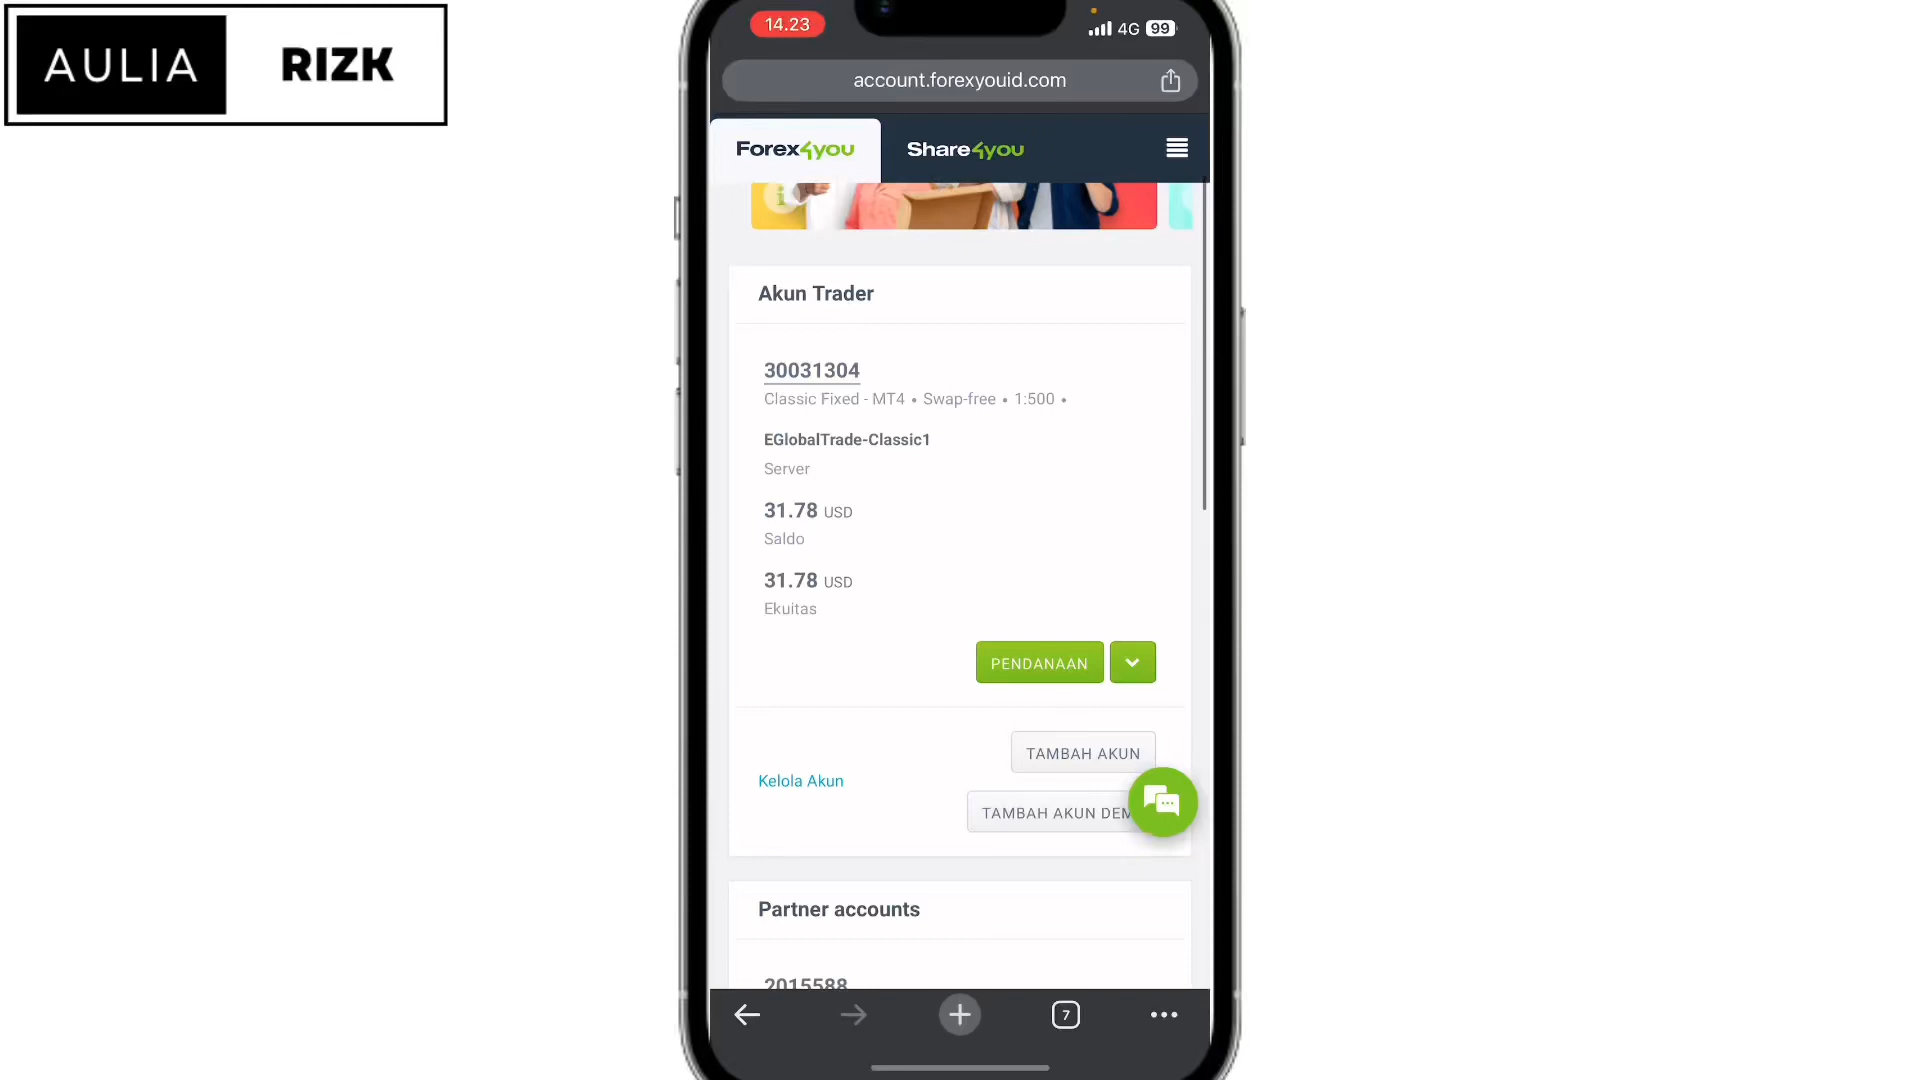 AULIA RIZK
14.23 4G 99
account.forexyouid.com
Forex4you Share4you
Akun Trader
30031304
Classic Fixed - MT4 • Swap-free • 1:500 •
EGlobalTrade-Classic1
Server
31.78 USD
Saldo
31.78 USD
Ekuitas
PENDANAAN
TAMBAH AKUN
Kelola Akun
TAMBAH AKUN DEM
Partner accounts
2015588
7